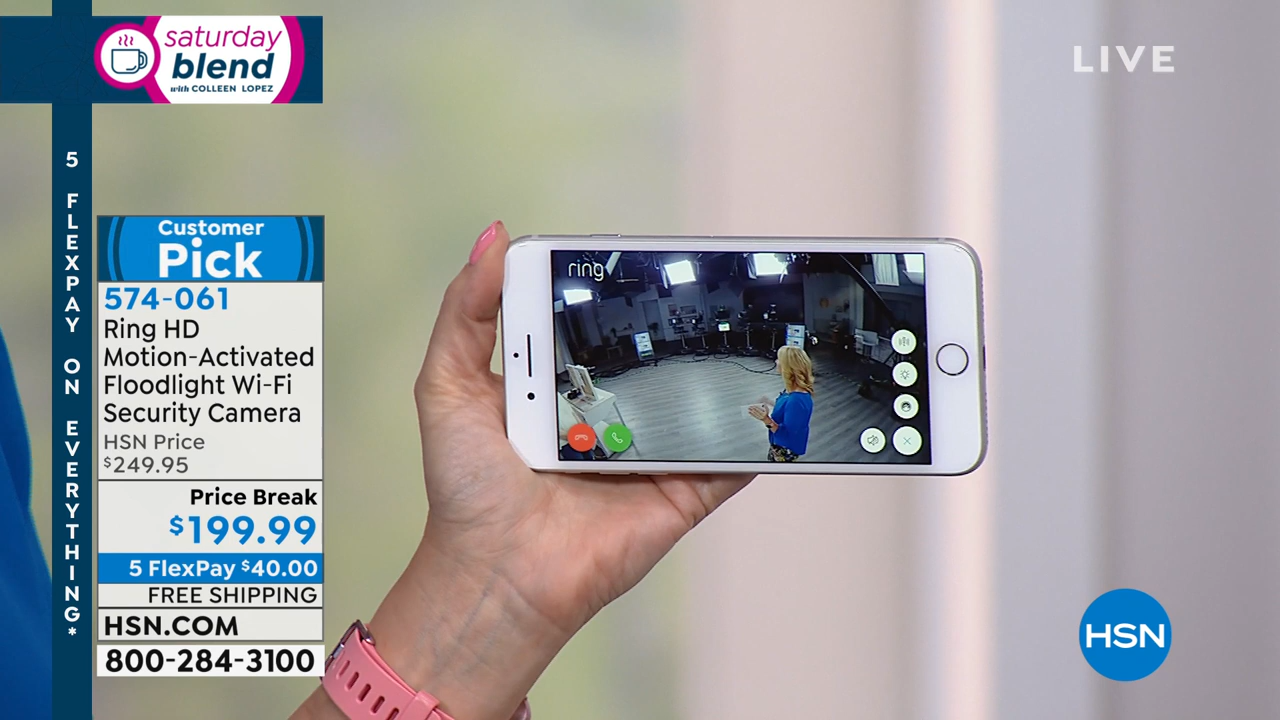 saturday
blend
with COLLEEN LOPEZ
LIVE
5 FLEXPAY ON EVERYTHING*
Customer
Pick
574-061
Ring HD
Motion-Activated
Floodlight Wi-Fi
Security Camera
HSN Price
$249.95
Price Break
$199.99
5 FlexPay $40.00
FREE SHIPPING
HSN.COM
800-284-3100
ring
HSN